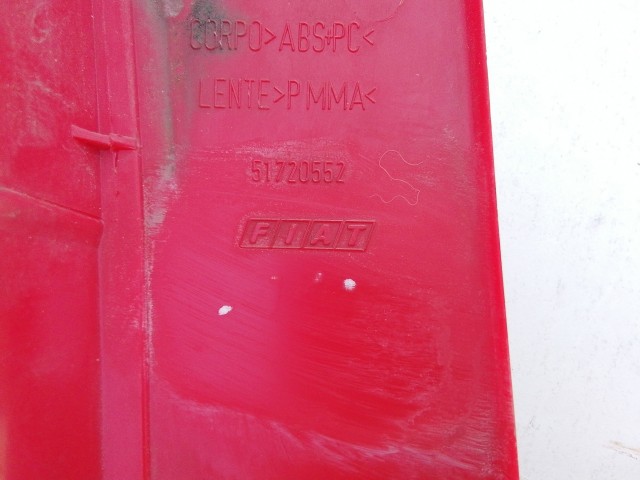 CORPO>ABS+PC<
LENTE>PMMA<
51720552
FIAT